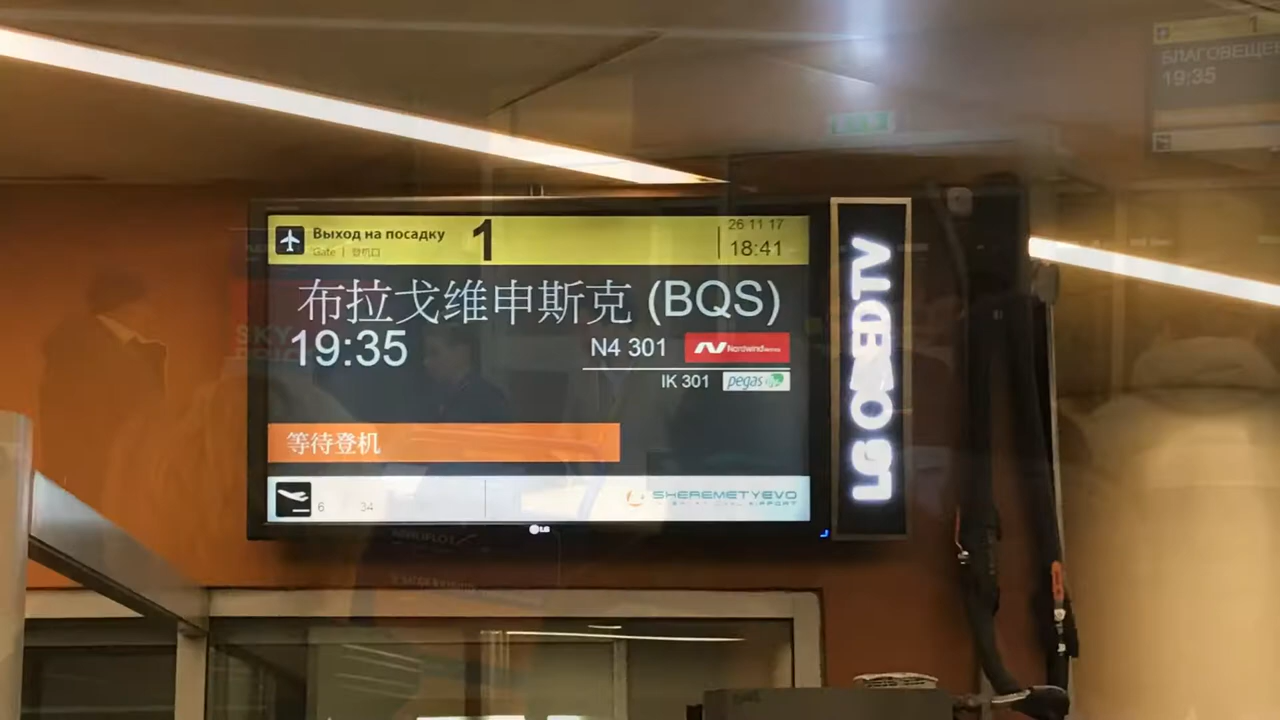 Выход на посадку
Gate | 登机口
1
26 11 17
18:41
布拉戈维申斯克 (BQS)
19:35
N4 301
Nordwind
IK 301
pegas
等待登机
6 34
SHEREMETYEVO
LG
LG OLED TV
БЛАГОВЕЩЕ
19:35
SKY